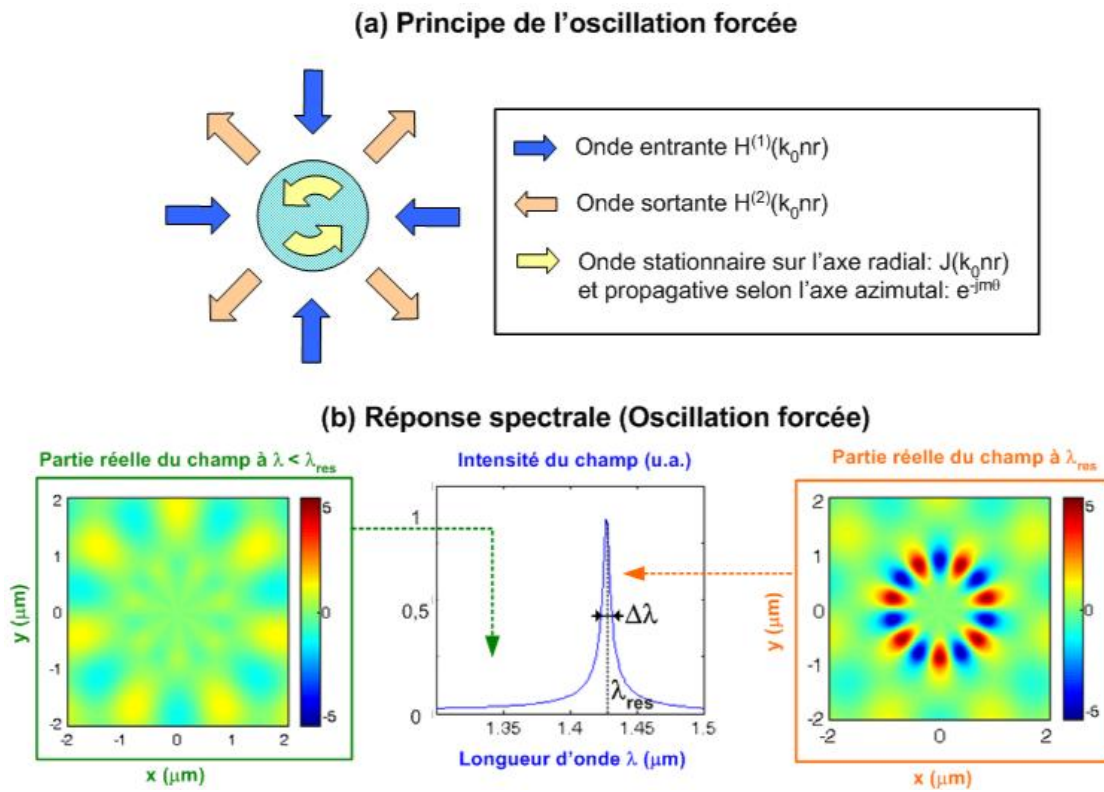 (a) Principe de l'oscillation forcée
Onde entrante H⁽¹⁾(k₀nr)
Onde sortante H⁽²⁾(k₀nr)
Onde stationnaire sur l'axe radial: J(k₀nr)
et propagative selon l'axe azimutal: e⁻ʲᵐᶿ
(b) Réponse spectrale (Oscillation forcée)
Partie réelle du champ à λ < λres
2
1
0
-1
-2
-2 -1 0 1 2
y (μm)
x (μm)
5
0
-5
Intensité du champ (u.a.)
1
0,5
0
Δλ
λres
1.35 1.4 1.45 1.5
Longueur d'onde λ (μm)
Partie réelle du champ à λres
2
1
0
-1
-2
-2 0 2
y (μm)
x (μm)
5
0
-5